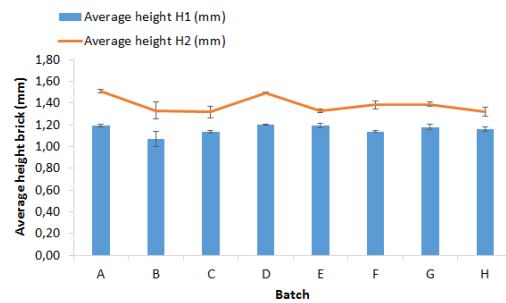 Average height H1 (mm)
Average height H2 (mm)
1,80
1,60
1,40
1,20
1,00
0,80
0,60
0,40
0,20
0,00
Average height brick (mm)
A B C D E F G H
Batch